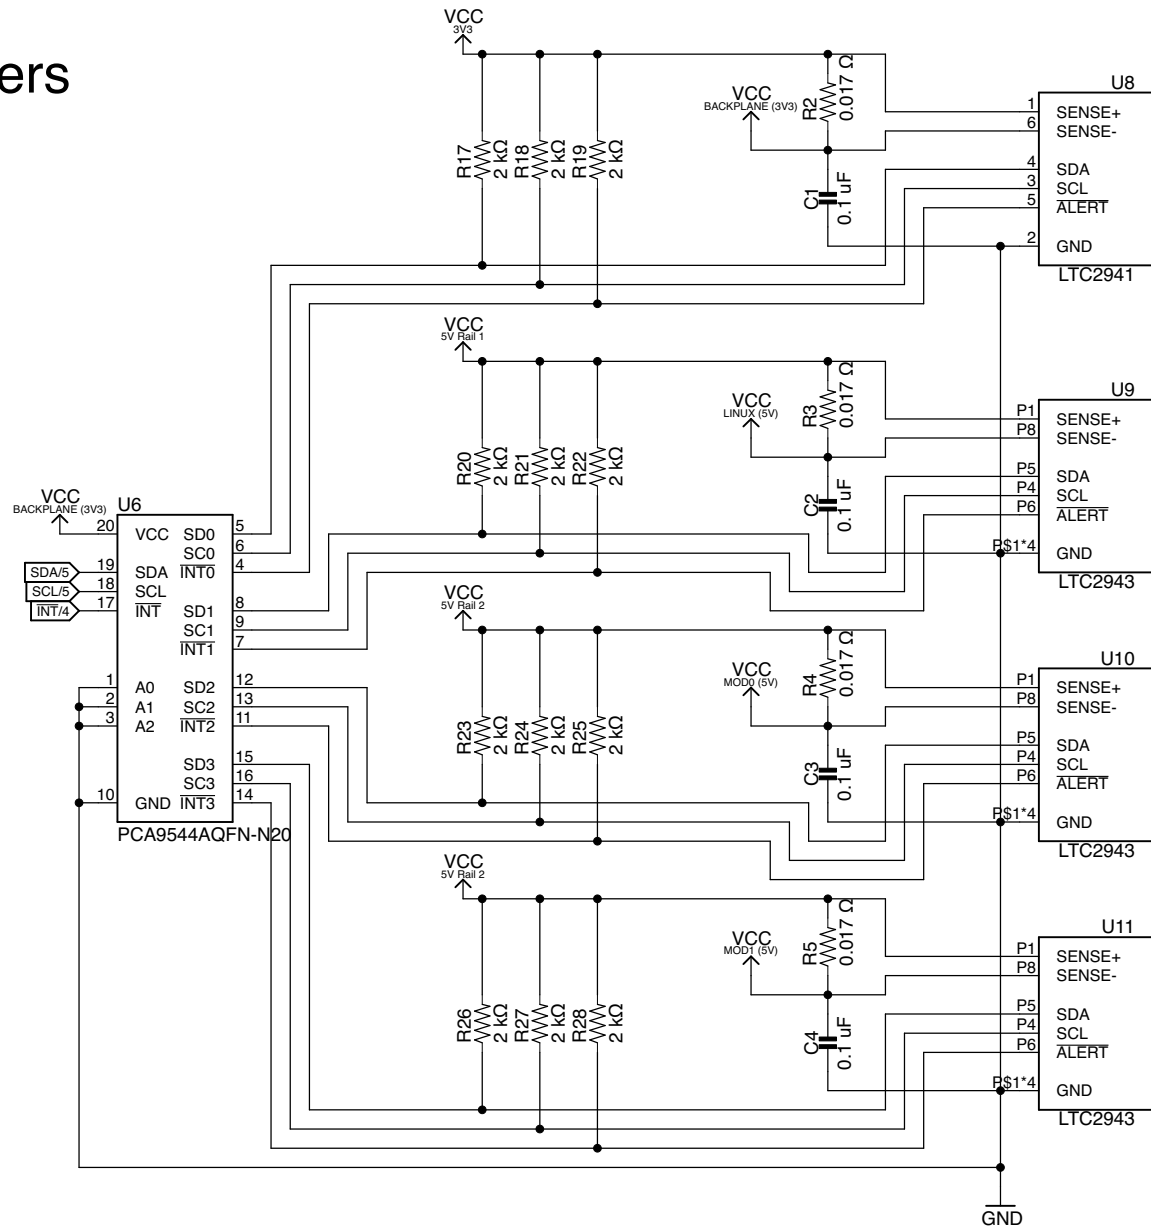 ers
VCC
3V3
VCC
BACKPLANE (3V3)
R2
0.017 Ω
R17
2 kΩ
R18
2 kΩ
R19
2 kΩ
C1
0.1 uF
U8
1 SENSE+
6 SENSE-
4 SDA
3 SCL
5 ALERT
2 GND
LTC2941
VCC
5V Rail 1
VCC
LINUX (5V)
R3
0.017 Ω
R20
2 kΩ
R21
2 kΩ
R22
2 kΩ
C2
0.1 uF
U9
P1 SENSE+
P8 SENSE-
P5 SDA
P4 SCL
P6 ALERT
P$1*4 GND
LTC2943
VCC
BACKPLANE (3V3)
U6
20 VCC SD0 5
SC0 6
19 SDA INT0 4
18 SCL
17 INT SD1 8
SC1 9
INT1 7
1 A0 SD2 12
2 A1 SC2 13
3 A2 INT2 11
SD3 15
SC3 16
10 GND INT3 14
PCA9544AQFN-N20
SDA/5
SCL/5
INT/4
VCC
5V Rail 2
VCC
MOD0 (5V)
R4
0.017 Ω
R23
2 kΩ
R24
2 kΩ
R25
2 kΩ
C3
0.1 uF
U10
P1 SENSE+
P8 SENSE-
P5 SDA
P4 SCL
P6 ALERT
P$1*4 GND
LTC2943
VCC
5V Rail 2
VCC
MOD1 (5V)
R5
0.017 Ω
R26
2 kΩ
R27
2 kΩ
R28
2 kΩ
C4
0.1 uF
U11
P1 SENSE+
P8 SENSE-
P5 SDA
P4 SCL
P6 ALERT
P$1*4 GND
LTC2943
GND